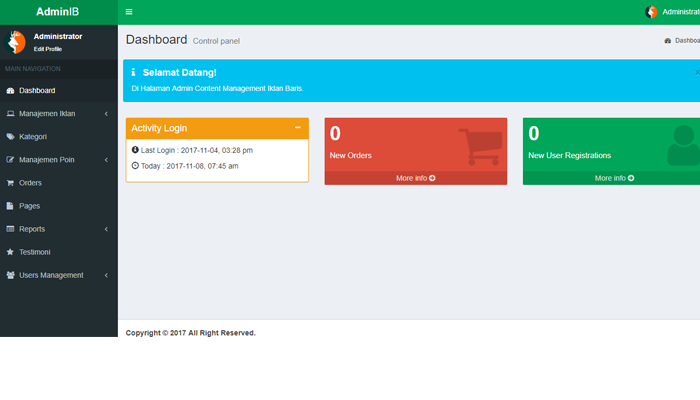 AdminIB
Administrator
Administrator
Edit Profile
MAIN NAVIGATION
Dashboard
Manajemen Iklan
Kategori
Manajemen Poin
Orders
Pages
Reports
Testimoni
Users Management
Dashboard Control panel
Selamat Datang!
Di Halaman Admin Content Management Iklan Baris.
Activity Login
Last Login : 2017-11-04, 03:28 pm
Today : 2017-11-08, 07:45 am
0
New Orders
More info
0
New User Registrations
More info
Copyright © 2017 All Right Reserved.